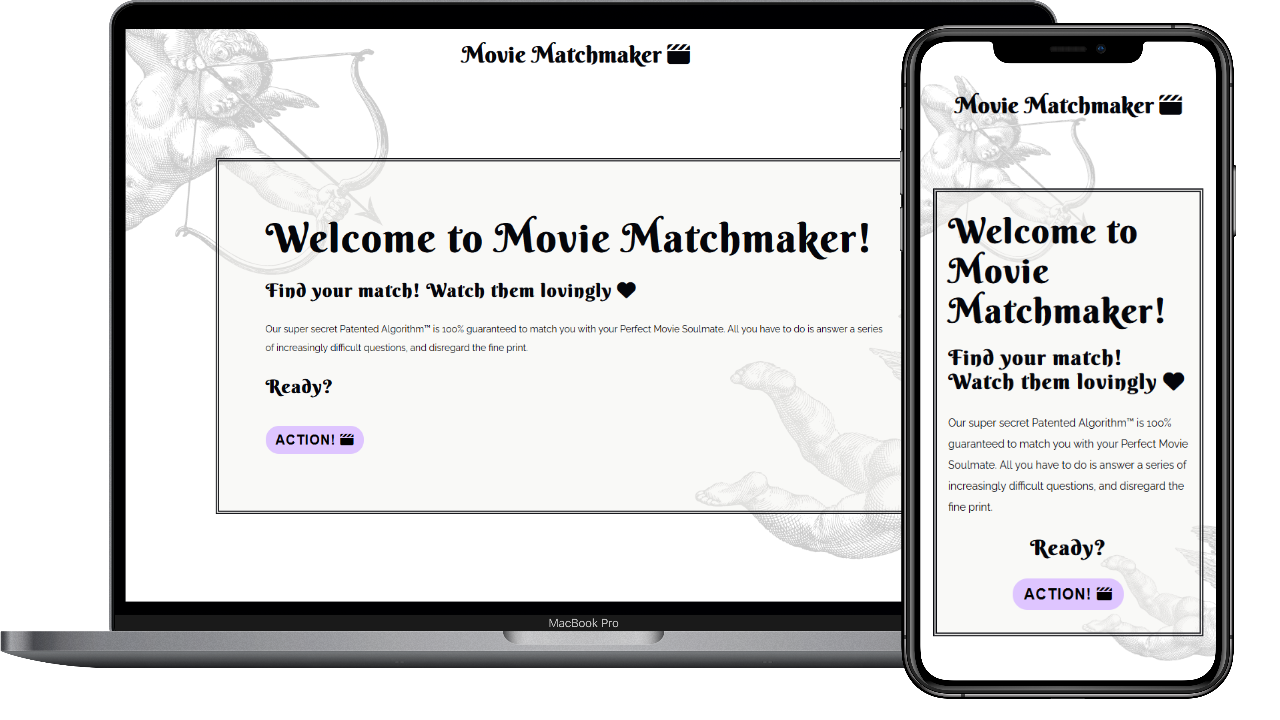 Movie Matchmaker
Welcome to Movie Matchmaker!
Find your match! Watch them lovingly
Our super secret Patented Algorithm™ is 100% guaranteed to match you with your Perfect Movie Soulmate. All you have to do is answer a series
of increasingly difficult questions, and disregard the fine print.
Ready?
ACTION!
MacBook Pro
Movie Matchmaker
Welcome to
Movie
Matchmaker!
Find your match!
Watch them lovingly
Our super secret Patented Algorithm™ is 100%
guaranteed to match you with your Perfect Movie
Soulmate. All you have to do is answer a series of
increasingly difficult questions, and disregard the
fine print.
Ready?
ACTION!